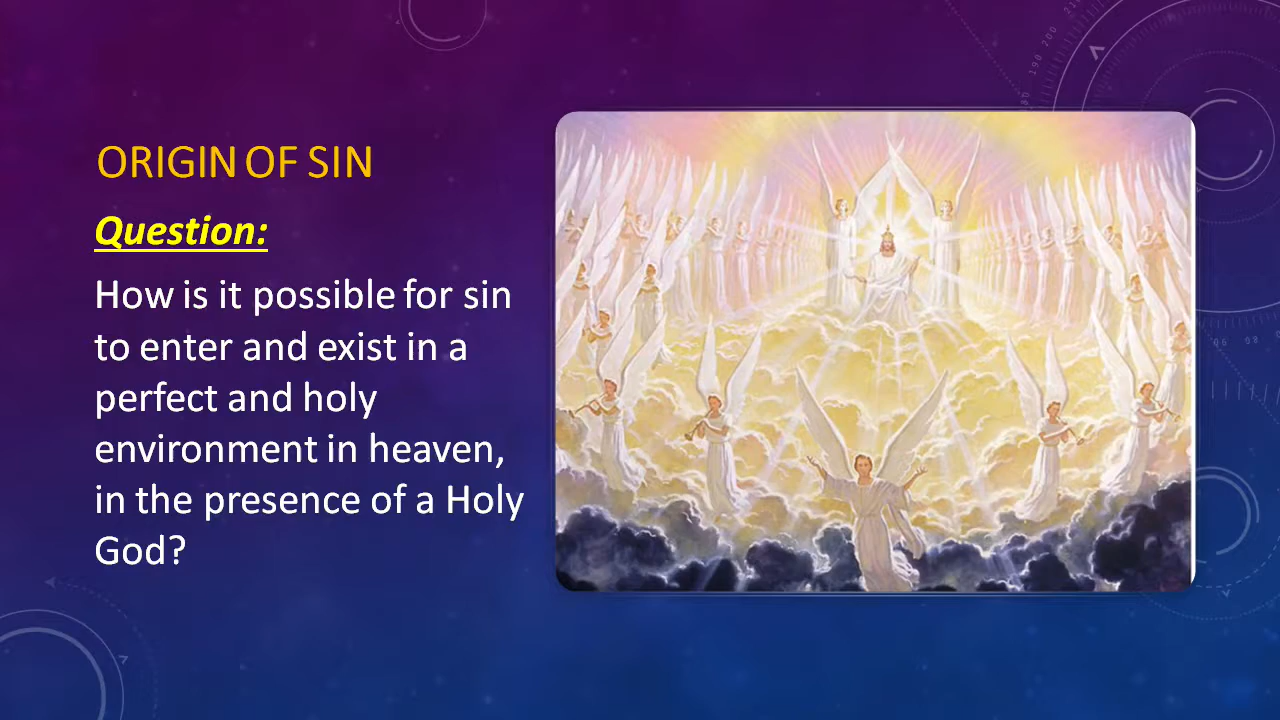 ORIGIN OF SIN
Question:
How is it possible for sin
to enter and exist in a
perfect and holy
environment in heaven,
in the presence of a Holy
God?